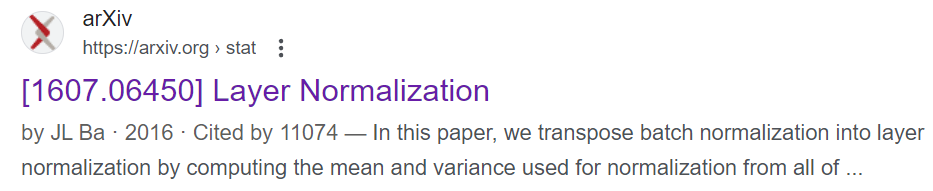 arXiv
https://arxiv.org › stat
[1607.06450] Layer Normalization
by JL Ba · 2016 · Cited by 11074 — In this paper, we transpose batch normalization into layer
normalization by computing the mean and variance used for normalization from all of ...